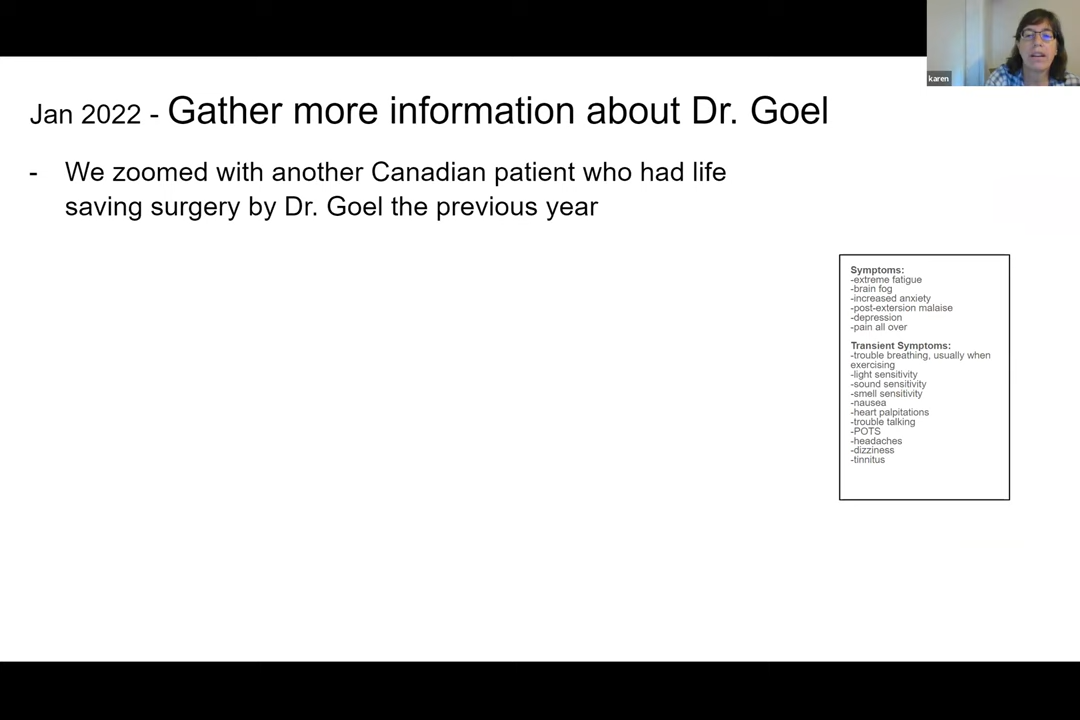 karen
Jan 2022 - Gather more information about Dr. Goel
- We zoomed with another Canadian patient who had life
saving surgery by Dr. Goel the previous year
Symptoms:
-extreme fatigue
-brain fog
-increased anxiety
-post-extersion malaise
-depression
-pain all over
Transient Symptoms:
-trouble breathing, usually when
exercising
-light sensitivity
-sound sensitivity
-smell sensitivity
-nausea
-heart palpitations
-trouble talking
-POTS
-headaches
-dizziness
-tinnitus